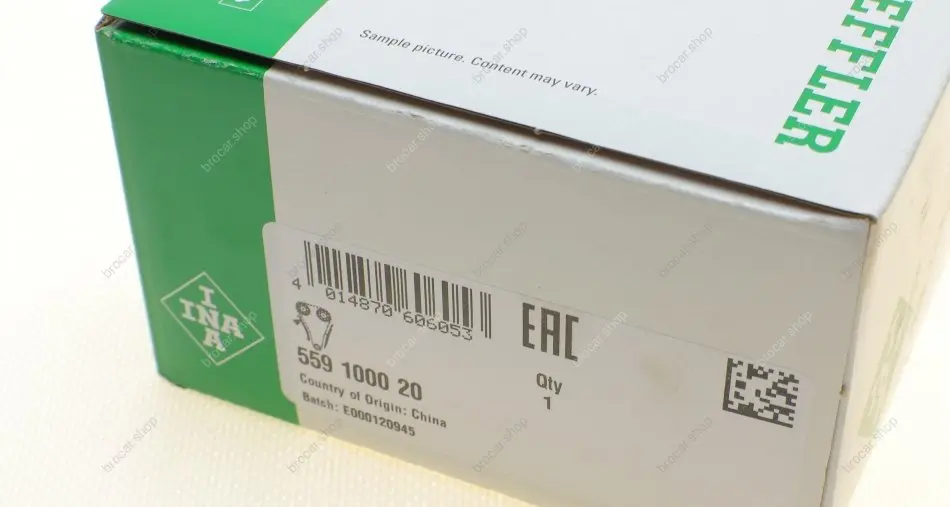 Sample picture. Content may vary.
EFFLER
INA
INA
4 014870 606053
EAC
559 1000 20
Qty
1
Country of Origin: China
Batch: E000120945
brocar.shop